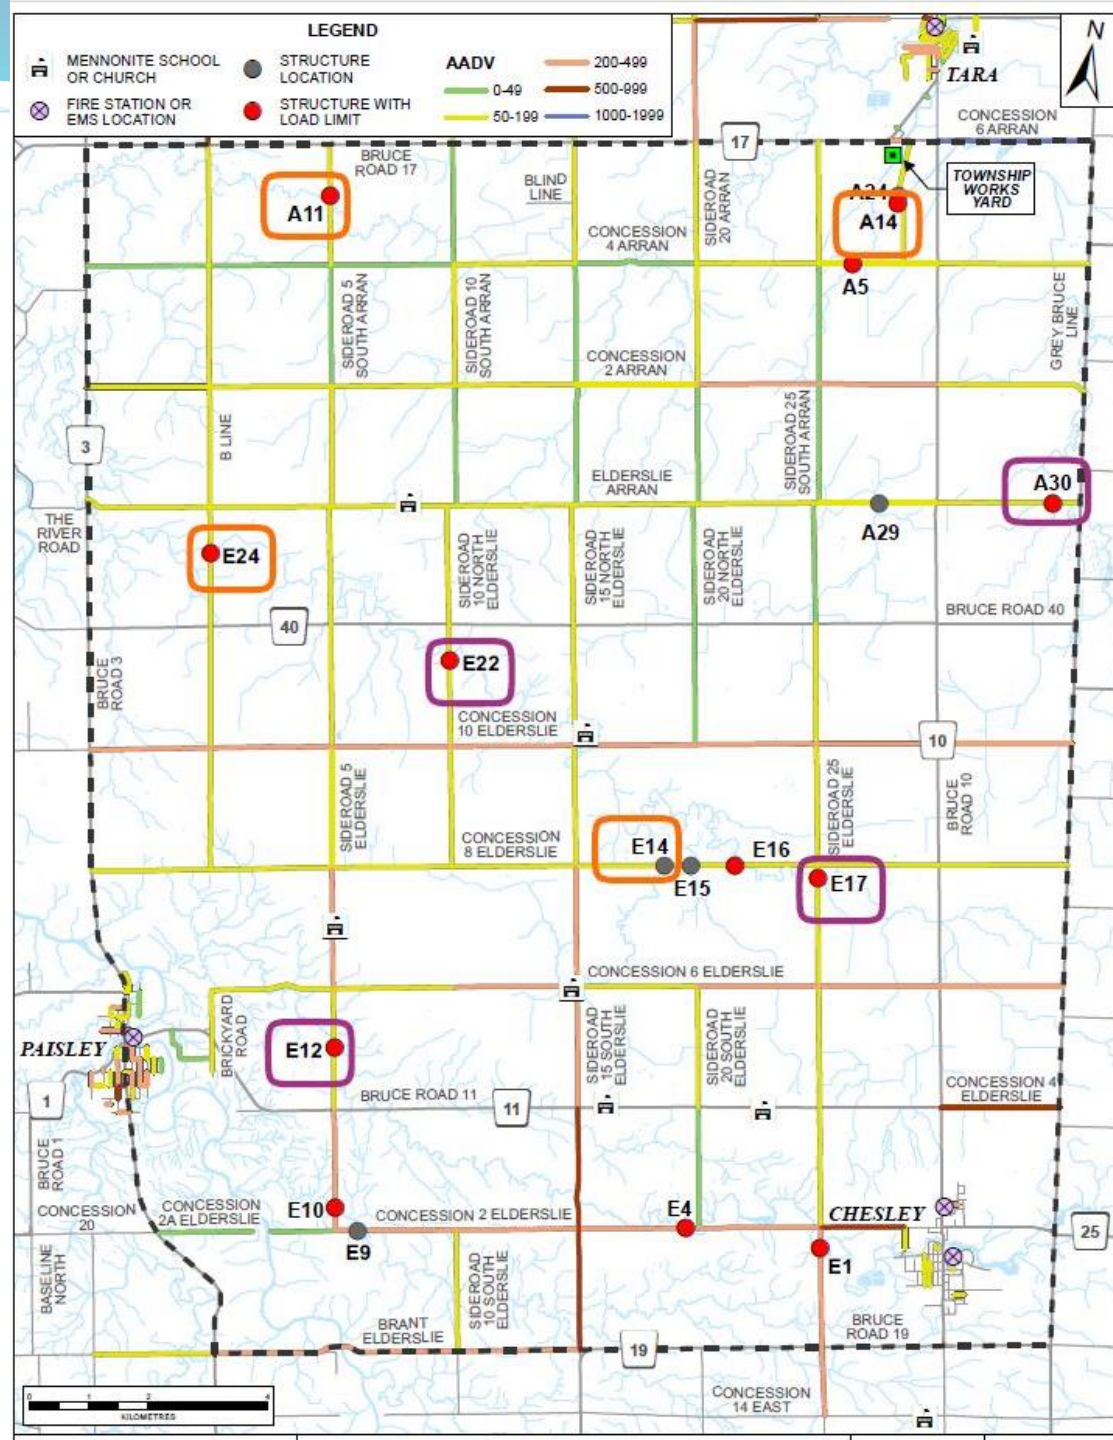 LEGEND
MENNONITE SCHOOL
OR CHURCH
FIRE STATION OR
EMS LOCATION
STRUCTURE
LOCATION
STRUCTURE WITH
LOAD LIMIT
AADV
0-49
50-199
200-499
500-999
1000-1999
N
TARA
CONCESSION
6 ARRAN
17
BRUCE
ROAD 17
BLIND
LINE
SIDEROAD
20 ARRAN
TOWNSHIP
WORKS
YARD
A11
A24
A14
CONCESSION
4 ARRAN
A5
SIDEROAD 5
SOUTH ARRAN
SIDEROAD 10
SOUTH ARRAN
GREY BRUCE
LINE
CONCESSION
2 ARRAN
SIDEROAD 25
SOUTH ARRAN
B LINE
3
ELDERSLIE
ARRAN
A30
A29
THE
RIVER
ROAD
E24
SIDEROAD
10 NORTH
ELDERSLIE
SIDEROAD
15 NORTH
ELDERSLIE
SIDEROAD
20 NORTH
ELDERSLIE
BRUCE ROAD 40
40
E22
BRUCE
ROAD 3
CONCESSION
10 ELDERSLIE
10
SIDEROAD 5
ELDERSLIE
SIDEROAD 25
ELDERSLIE
BRUCE
ROAD 10
CONCESSION
8 ELDERSLIE
E14
E15
E16
E17
CONCESSION 6 ELDERSLIE
BRICKYARD
ROAD
PAISLEY
E12
SIDEROAD
15 SOUTH
ELDERSLIE
SIDEROAD
20 SOUTH
ELDERSLIE
CONCESSION 4
ELDERSLIE
1
BRUCE ROAD 11
11
BRUCE
ROAD 1
CONCESSION
20
CONCESSION
2A ELDERSLIE
E10
CONCESSION 2 ELDERSLIE
E9
E4
CHESLEY
25
E1
BASELINE
NORTH
SIDEROAD
10 SOUTH
ELDERSLIE
BRANT
ELDERSLIE
BRUCE
ROAD 19
19
CONCESSION
14 EAST
0 1 2 4
KILOMETRES